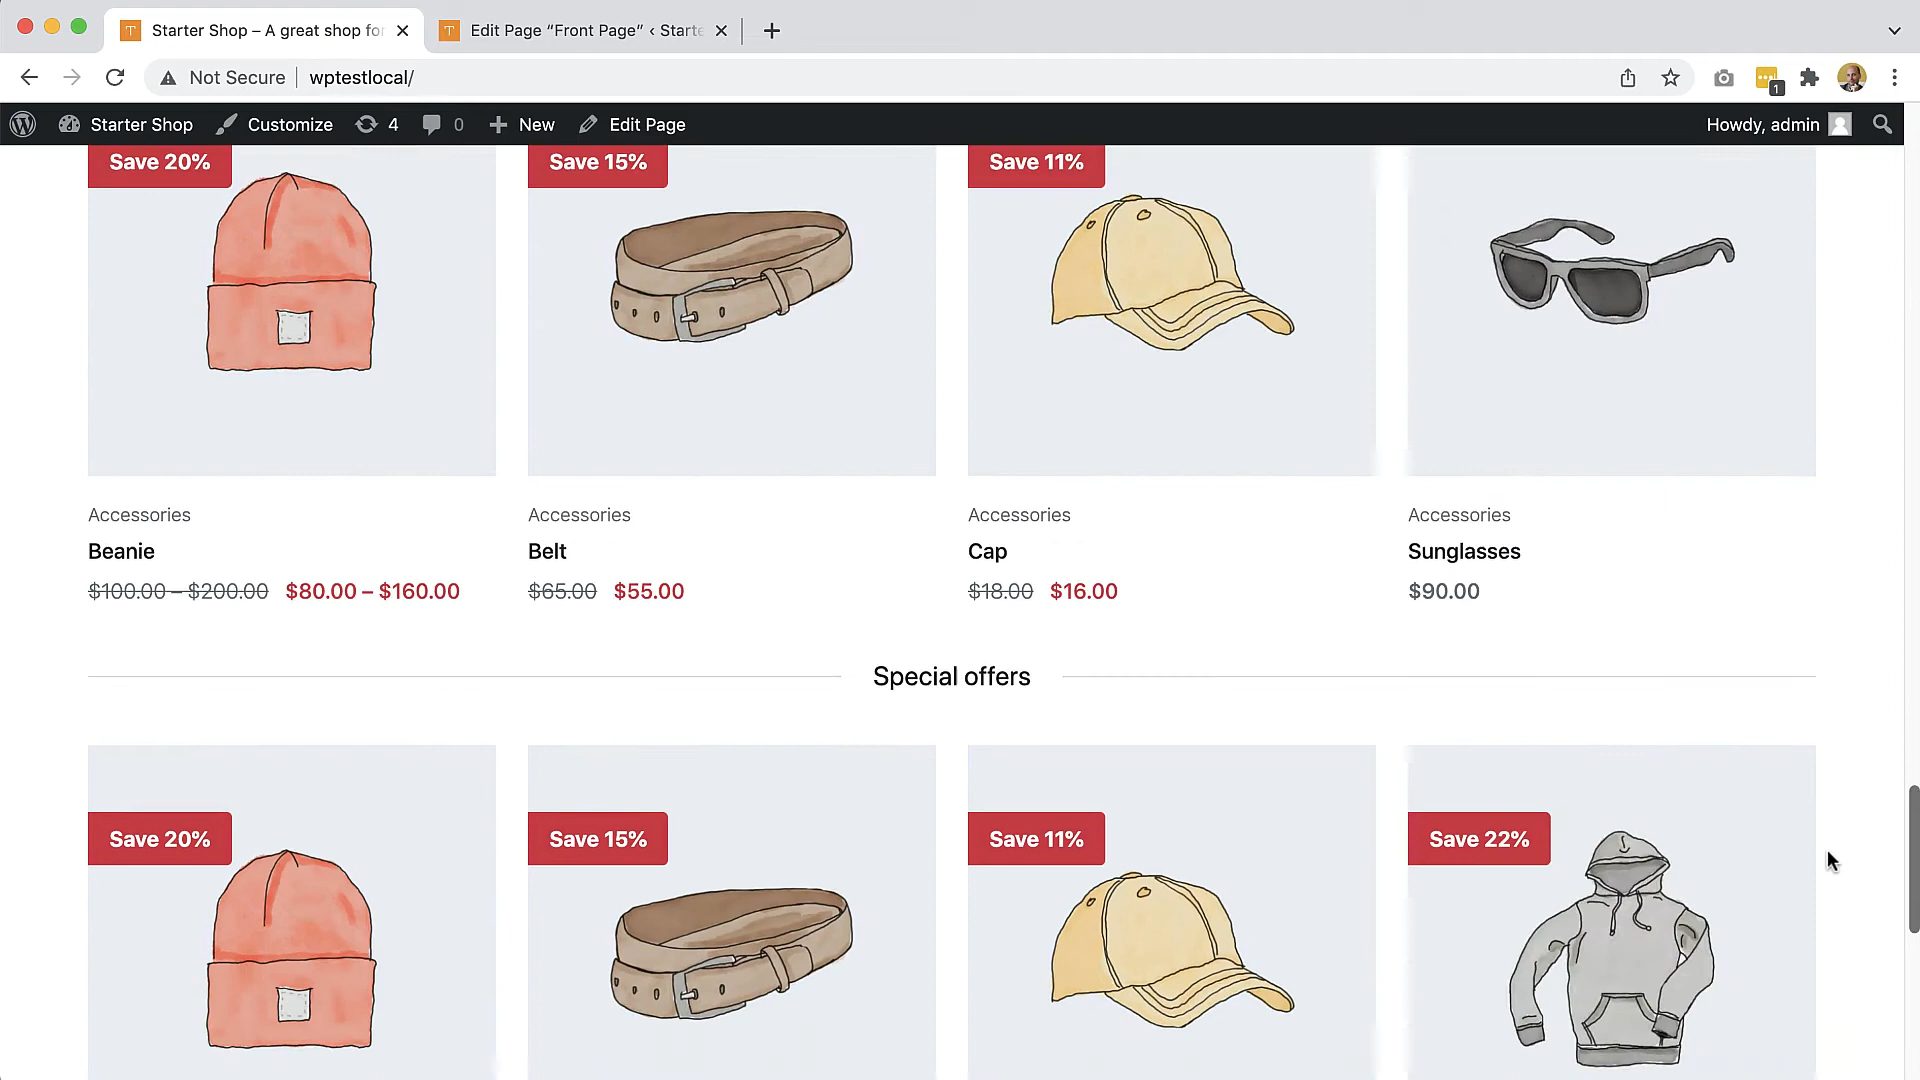 Starter Shop – A great shop for
Edit Page “Front Page” ‹ Starte
Not Secure
wptestlocal/
1
Starter Shop
Customize
4
0
New
Edit Page
Howdy, admin
Save 20%
Save 15%
Save 11%
Accessories
Accessories
Accessories
Accessories
Beanie
Belt
Cap
Sunglasses
$100.00 – $200.00 $80.00 – $160.00
$65.00 $55.00
$18.00 $16.00
$90.00
Special offers
Save 20%
Save 15%
Save 11%
Save 22%